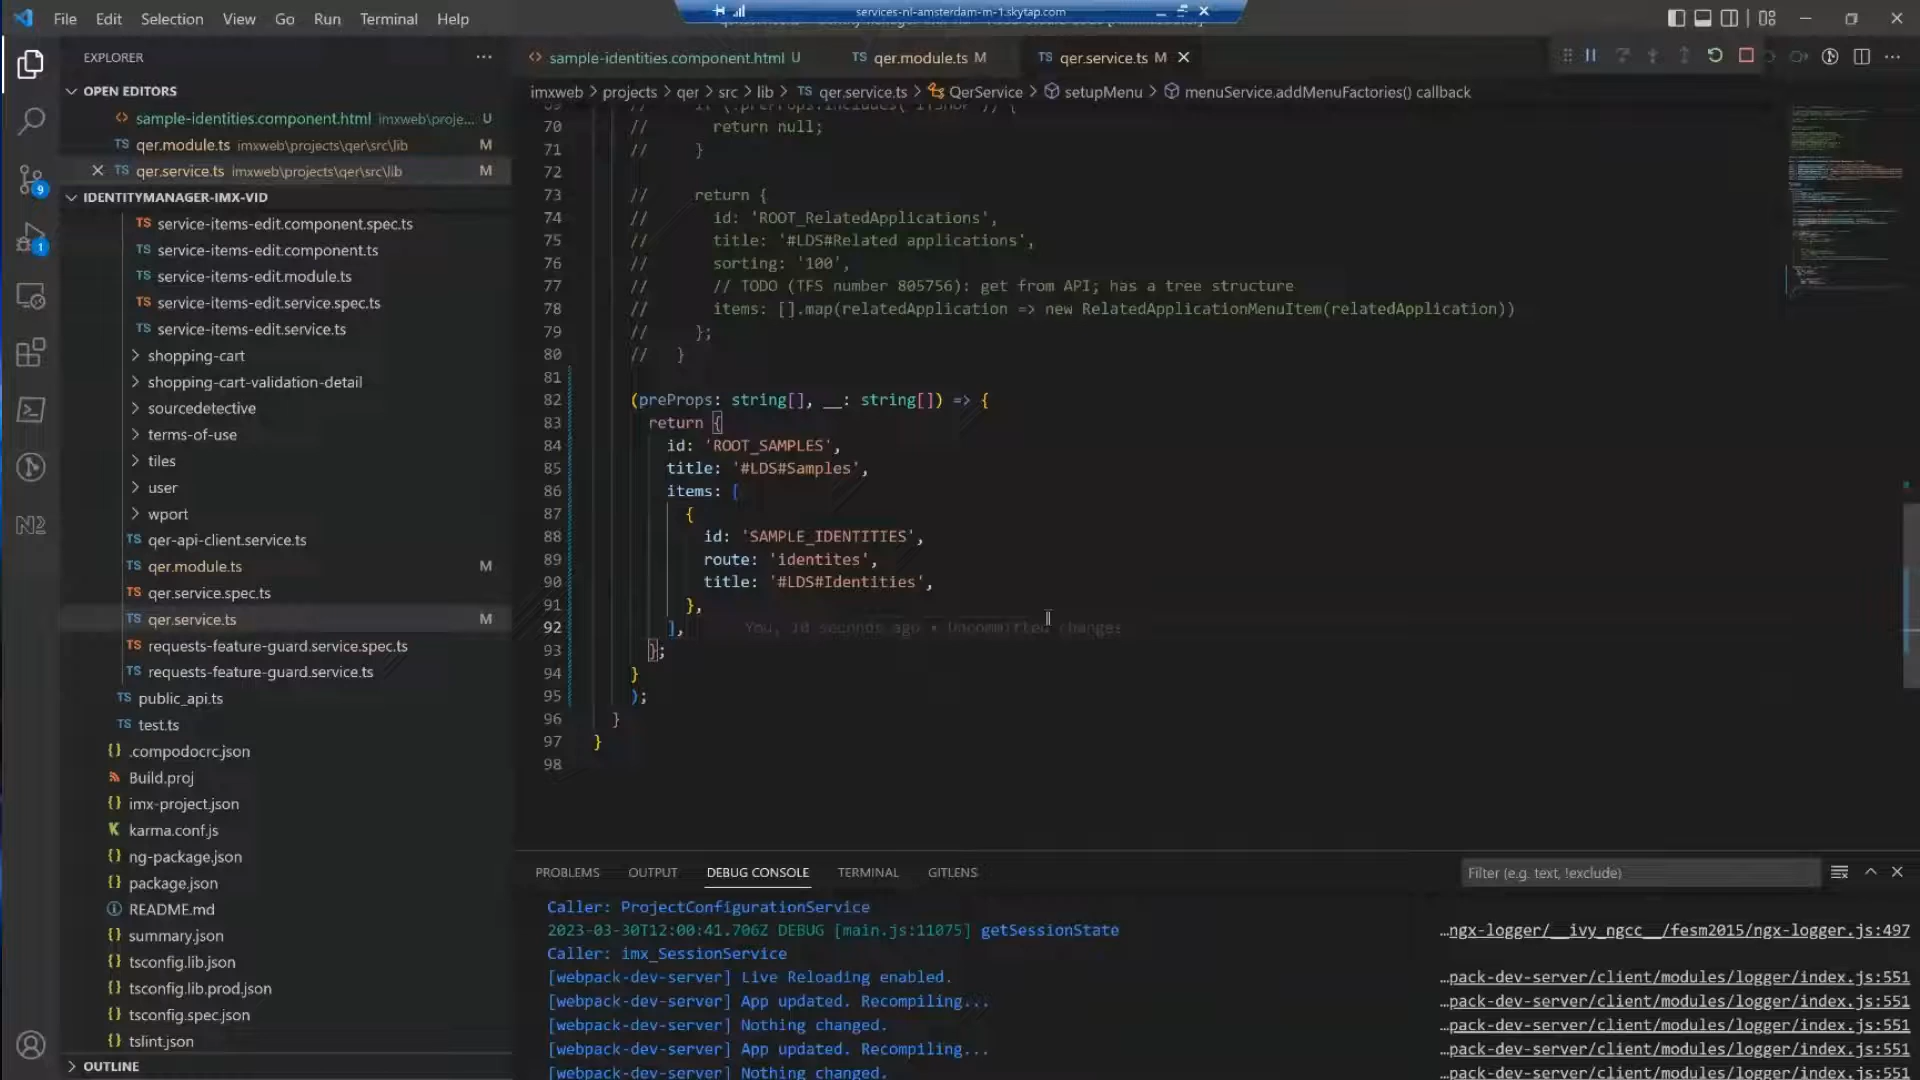 File Edit Selection View Go Run Terminal Help
services-nl-amsterdam-m-1.skytap.com
EXPLORER
OPEN EDITORS
sample-identities.component.html imxweb\proje... U
qer.module.ts imxweb\projects\qer\src\lib M
qer.service.ts imxweb\projects\qer\src\lib M
IDENTITYMANAGER-IMX-VID
service-items-edit.component.spec.ts
service-items-edit.component.ts
service-items-edit.module.ts
service-items-edit.service.spec.ts
service-items-edit.service.ts
shopping-cart
shopping-cart-validation-detail
sourcedetective
terms-of-use
tiles
user
wport
qer-api-client.service.ts
qer.module.ts M
qer.service.spec.ts
qer.service.ts M
requests-feature-guard.service.spec.ts
requests-feature-guard.service.ts
public_api.ts
test.ts
.compodocrc.json
Build.proj
imx-project.json
karma.conf.js
ng-package.json
package.json
README.md
summary.json
tsconfig.lib.json
tsconfig.lib.prod.json
tsconfig.spec.json
tslint.json
OUTLINE
sample-identities.component.html U
qer.module.ts M
qer.service.ts M
imxweb > projects > qer > src > lib > TS qer.service.ts > QerService > setupMenu > menuService.addMenuFactories() callback
70 // return null;
71 // }
72
73 // return {
74 // id: 'ROOT_RelatedApplications',
75 // title: '#LDS#Related applications',
76 // sorting: '100',
77 // // TODO (TFS number 805756): get from API; has a tree structure
78 // items: [].map(relatedApplication => new RelatedApplicationMenuItem(relatedApplication))
79 // };
80 // }
81
82 (preProps: string[], __: string[]) => {
83 return {
84 id: 'ROOT_SAMPLES',
85 title: '#LDS#Samples',
86 items: [
87 {
88 id: 'SAMPLE_IDENTITIES',
89 route: 'identites',
90 title: '#LDS#Identities',
91 },
92 ], You, 10 seconds ago • Uncommitted changes
93 };
94 }
95 );
96 }
97 }
98
PROBLEMS OUTPUT DEBUG CONSOLE TERMINAL GITLENS
Filter (e.g. text, !exclude)
Caller: ProjectConfigurationService
2023-03-30T12:00:41.706Z DEBUG [main.js:11075] getSessionState …ngx-logger/__ivy_ngcc__/fesm2015/ngx-logger.js:497
Caller: imx_SessionService
[webpack-dev-server] Live Reloading enabled. …pack-dev-server/client/modules/logger/index.js:551
[webpack-dev-server] App updated. Recompiling... …pack-dev-server/client/modules/logger/index.js:551
[webpack-dev-server] Nothing changed. …pack-dev-server/client/modules/logger/index.js:551
[webpack-dev-server] App updated. Recompiling... …pack-dev-server/client/modules/logger/index.js:551
[webpack-dev-server] Nothing changed. …pack-dev-server/client/modules/logger/index.js:551